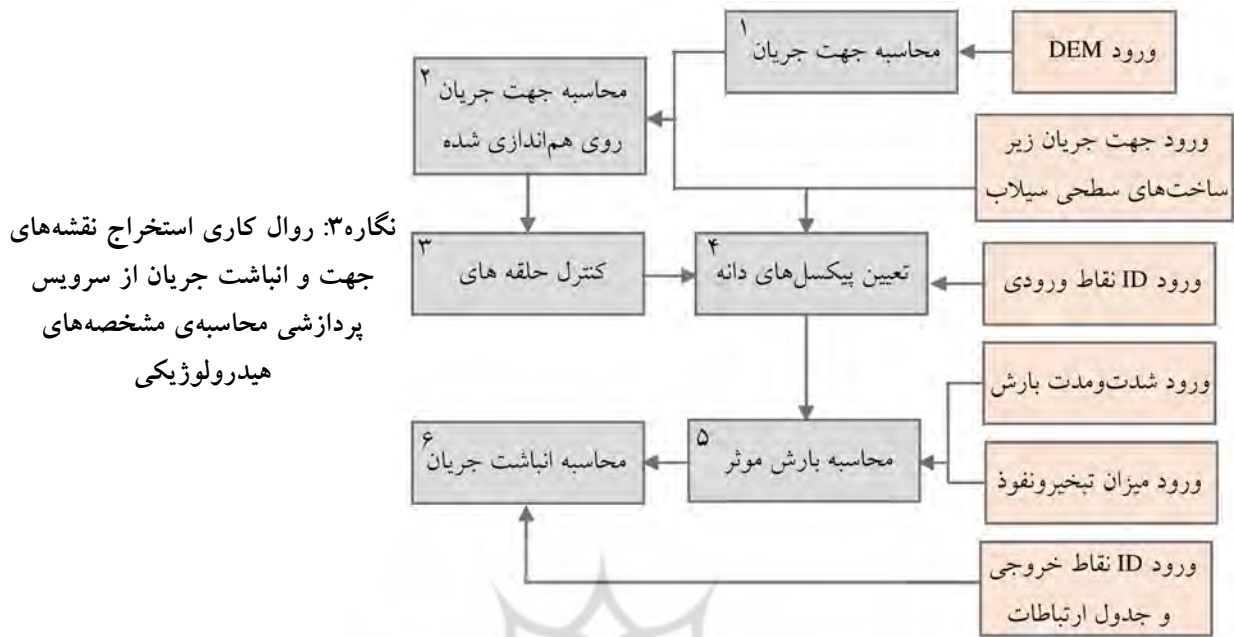 ورود DEM
محاسبه جهت جریان
۱
محاسبه جهت جریان
روی هم‌اندازی شده
۲
ورود جهت جریان زیر
ساخت‌های سطحی سیلاب
کنترل حلقه های
۳
تعیین پیکسل‌های دانه
۴
ورود ID نقاط ورودی
ورود شدت‌ومدت بارش
محاسبه بارش موثر
۵
محاسبه انباشت جریان
۶
ورود میزان تبخیرونفوذ
ورود ID نقاط خروجی
و جدول ارتباطات
نگاره۳: روال کاری استخراج نقشه‌های
جهت و انباشت جریان از سرویس
پردازشی محاسبه‌ی مشخصه‌های
هیدرولوژیکی